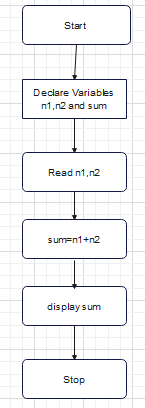 Start
Declare Variables
n1,n2 and sum
Read n1,n2
sum=n1+n2
display sum
Stop